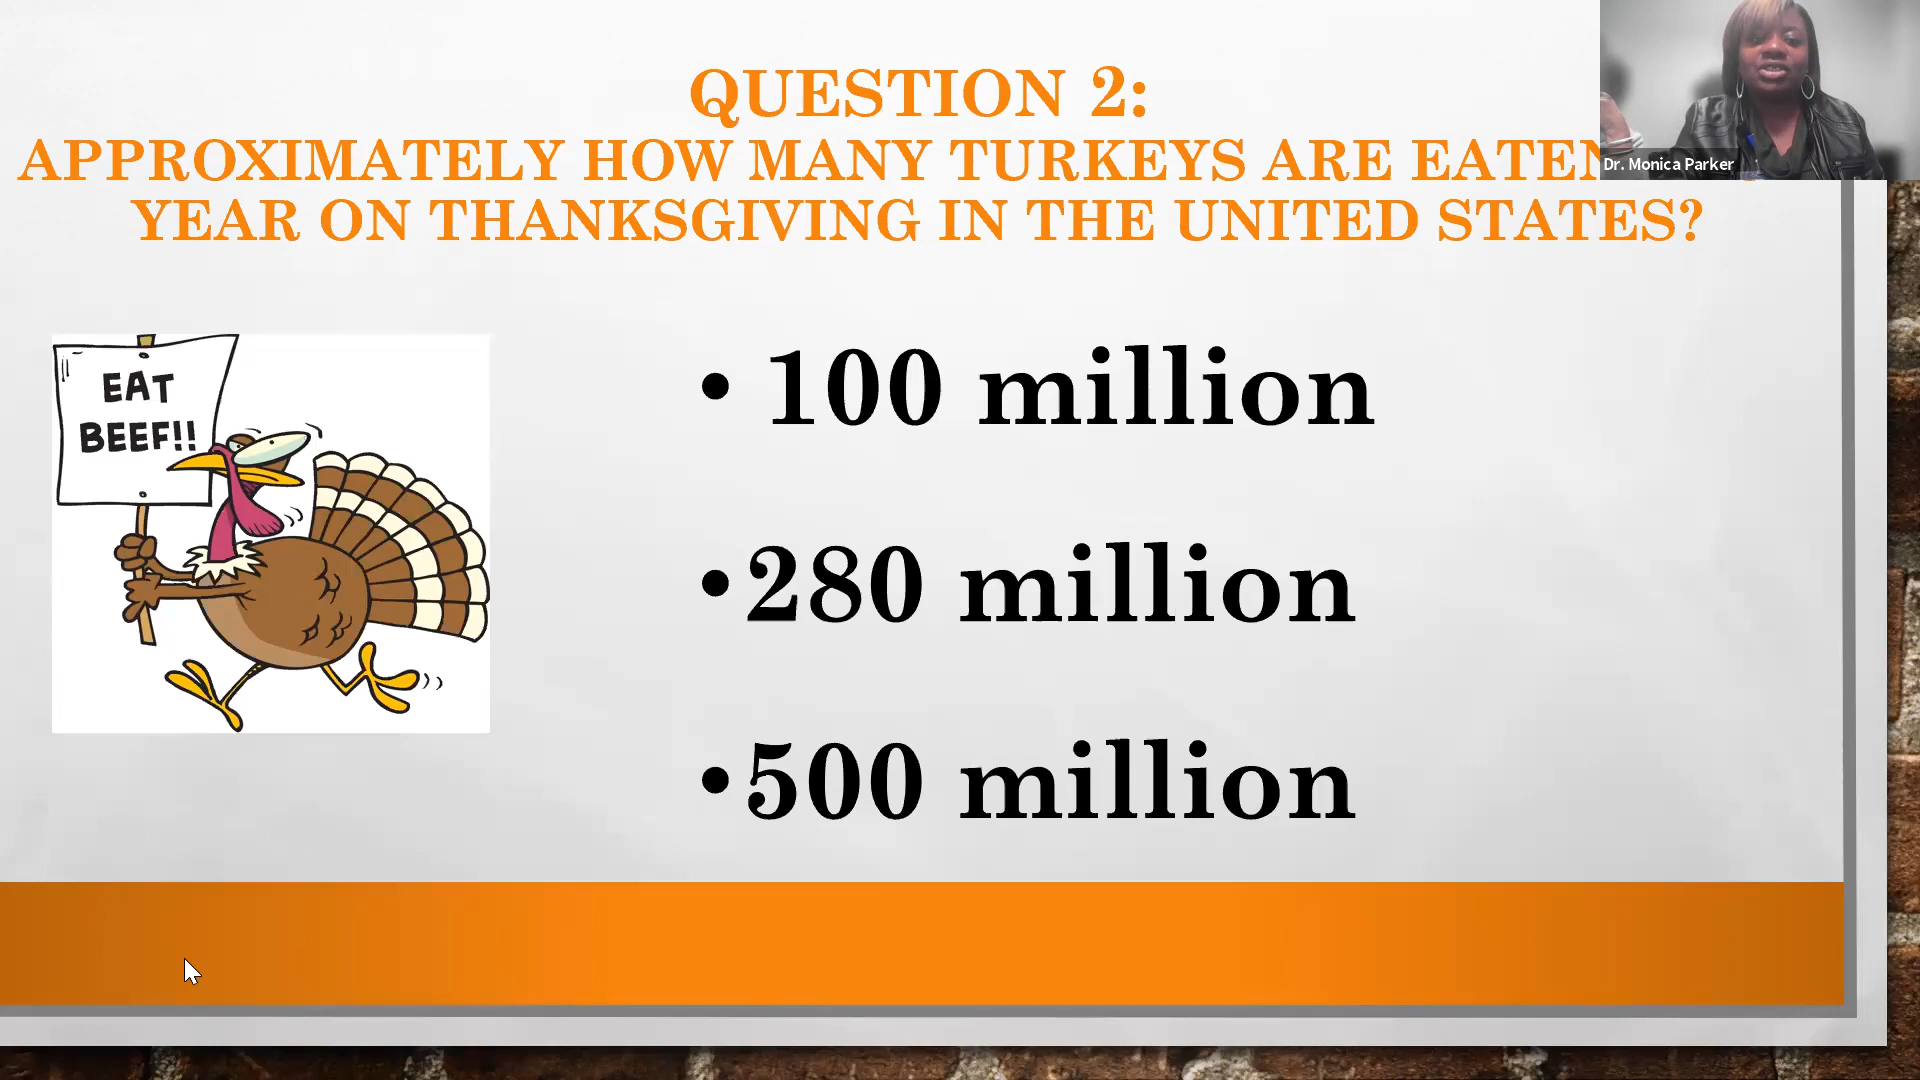 QUESTION 2:
APPROXIMATELY HOW MANY TURKEYS ARE EATEN
YEAR ON THANKSGIVING IN THE UNITED STATES?
Dr. Monica Parker
EAT
BEEF!!
• 100 million
• 280 million
• 500 million